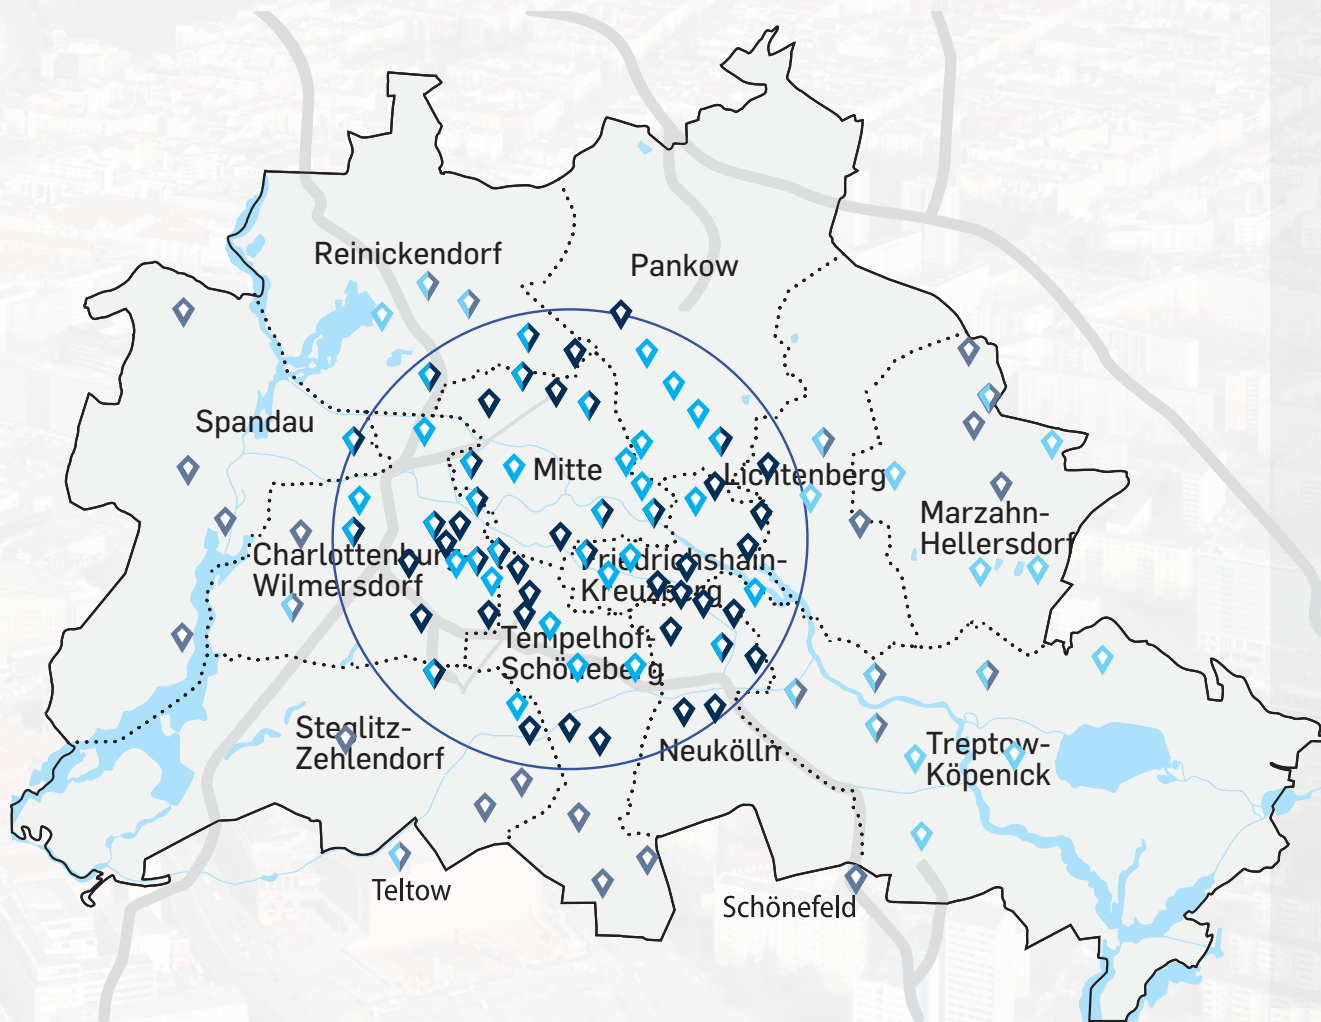 Reinickendorf
Pankow
Spandau
Mitte
Lichtenberg
Marzahn-
Hellersdorf
Charlottenburg-
Wilmersdorf
Friedrichshain-
Kreuzberg
Tempelhof-
Schöneberg
Steglitz-
Zehlendorf
Neukölln
Treptow-
Köpenick
Teltow
Schönefeld